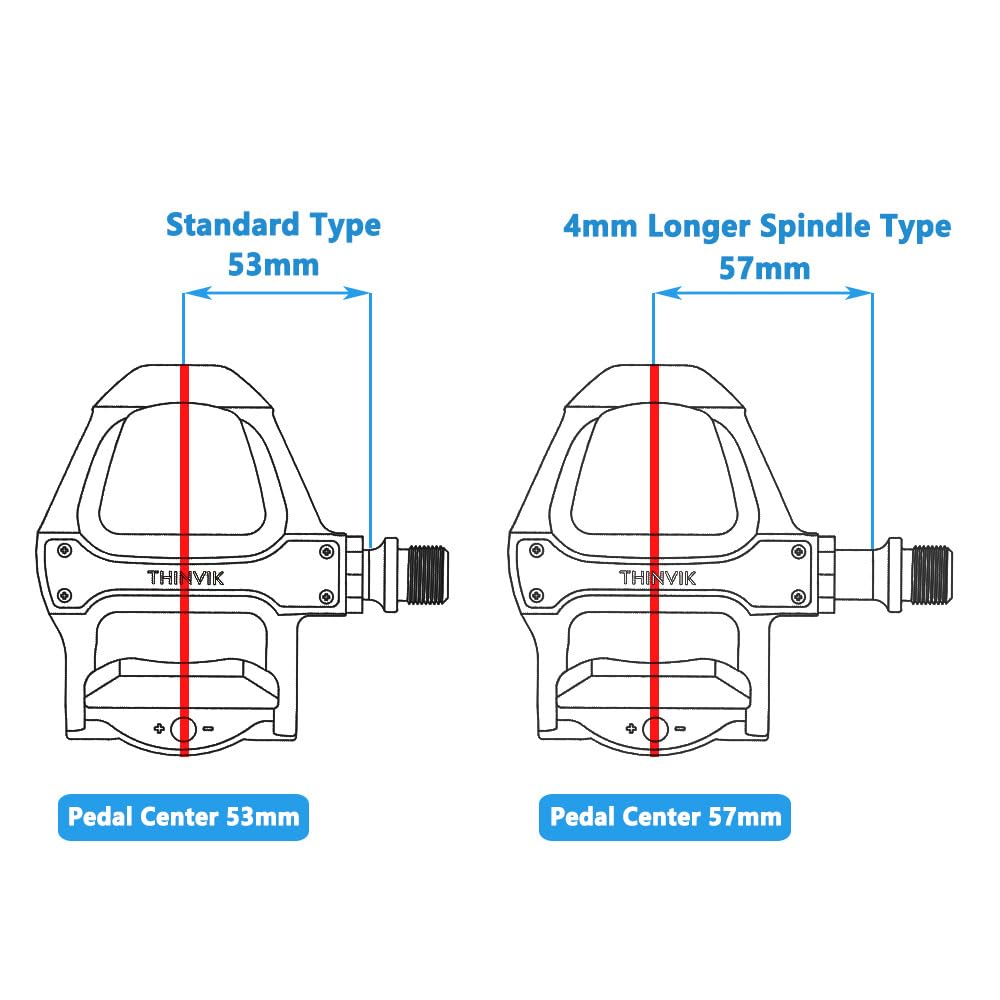 Standard Type
53mm
4mm Longer Spindle Type
57mm
THINVIK
THINVIK
+ -
+ -
Pedal Center 53mm
Pedal Center 57mm